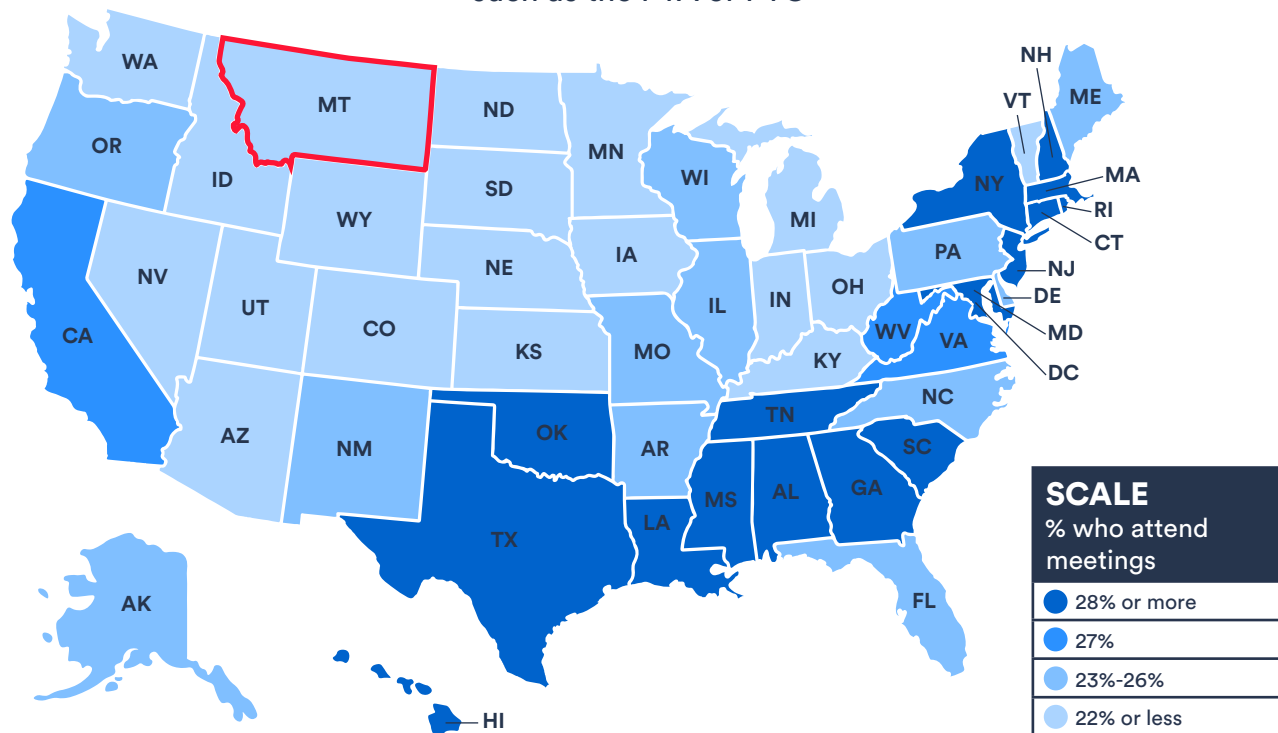 NH
WA
ME
MT
VT
ND
OR
MN
MA
WI
ID
NY
SD
RI
WY
MI
CT
PA
IA
NE
NJ
NV
OH
DE
IN
IL
UT
CO
WV
MD
CA
VA
KS
MO
KY
DC
NC
TN
AZ
OK
NM
AR
SC
GA
AL
MS
LA
TX
FL
AK
HI
SCALE
% who attend
meetings
28% or more
27%
23%-26%
22% or less